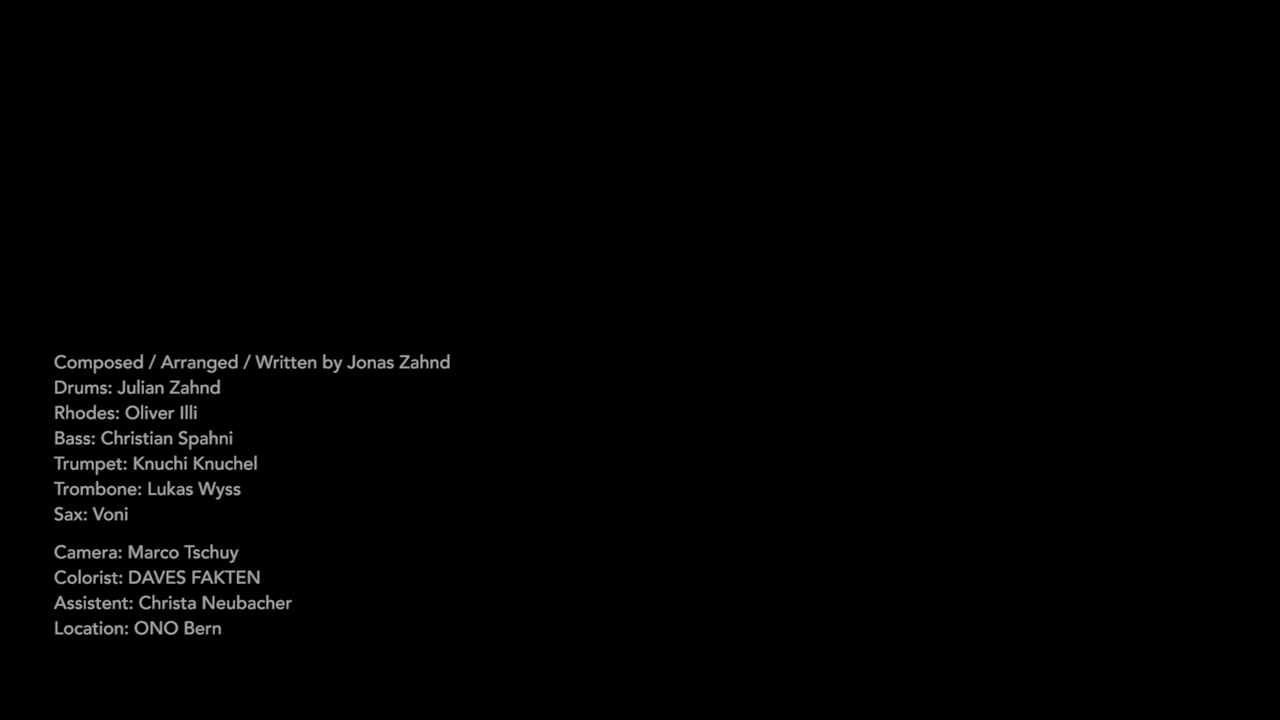 Composed / Arranged / Written by Jonas Zahnd
Drums: Julian Zahnd
Rhodes: Oliver Illi
Bass: Christian Spahni
Trumpet: Knuchi Knuchel
Trombone: Lukas Wyss
Sax: Voni
Camera: Marco Tschuy
Colorist: DAVES FAKTEN
Assistent: Christa Neubacher
Location: ONO Bern